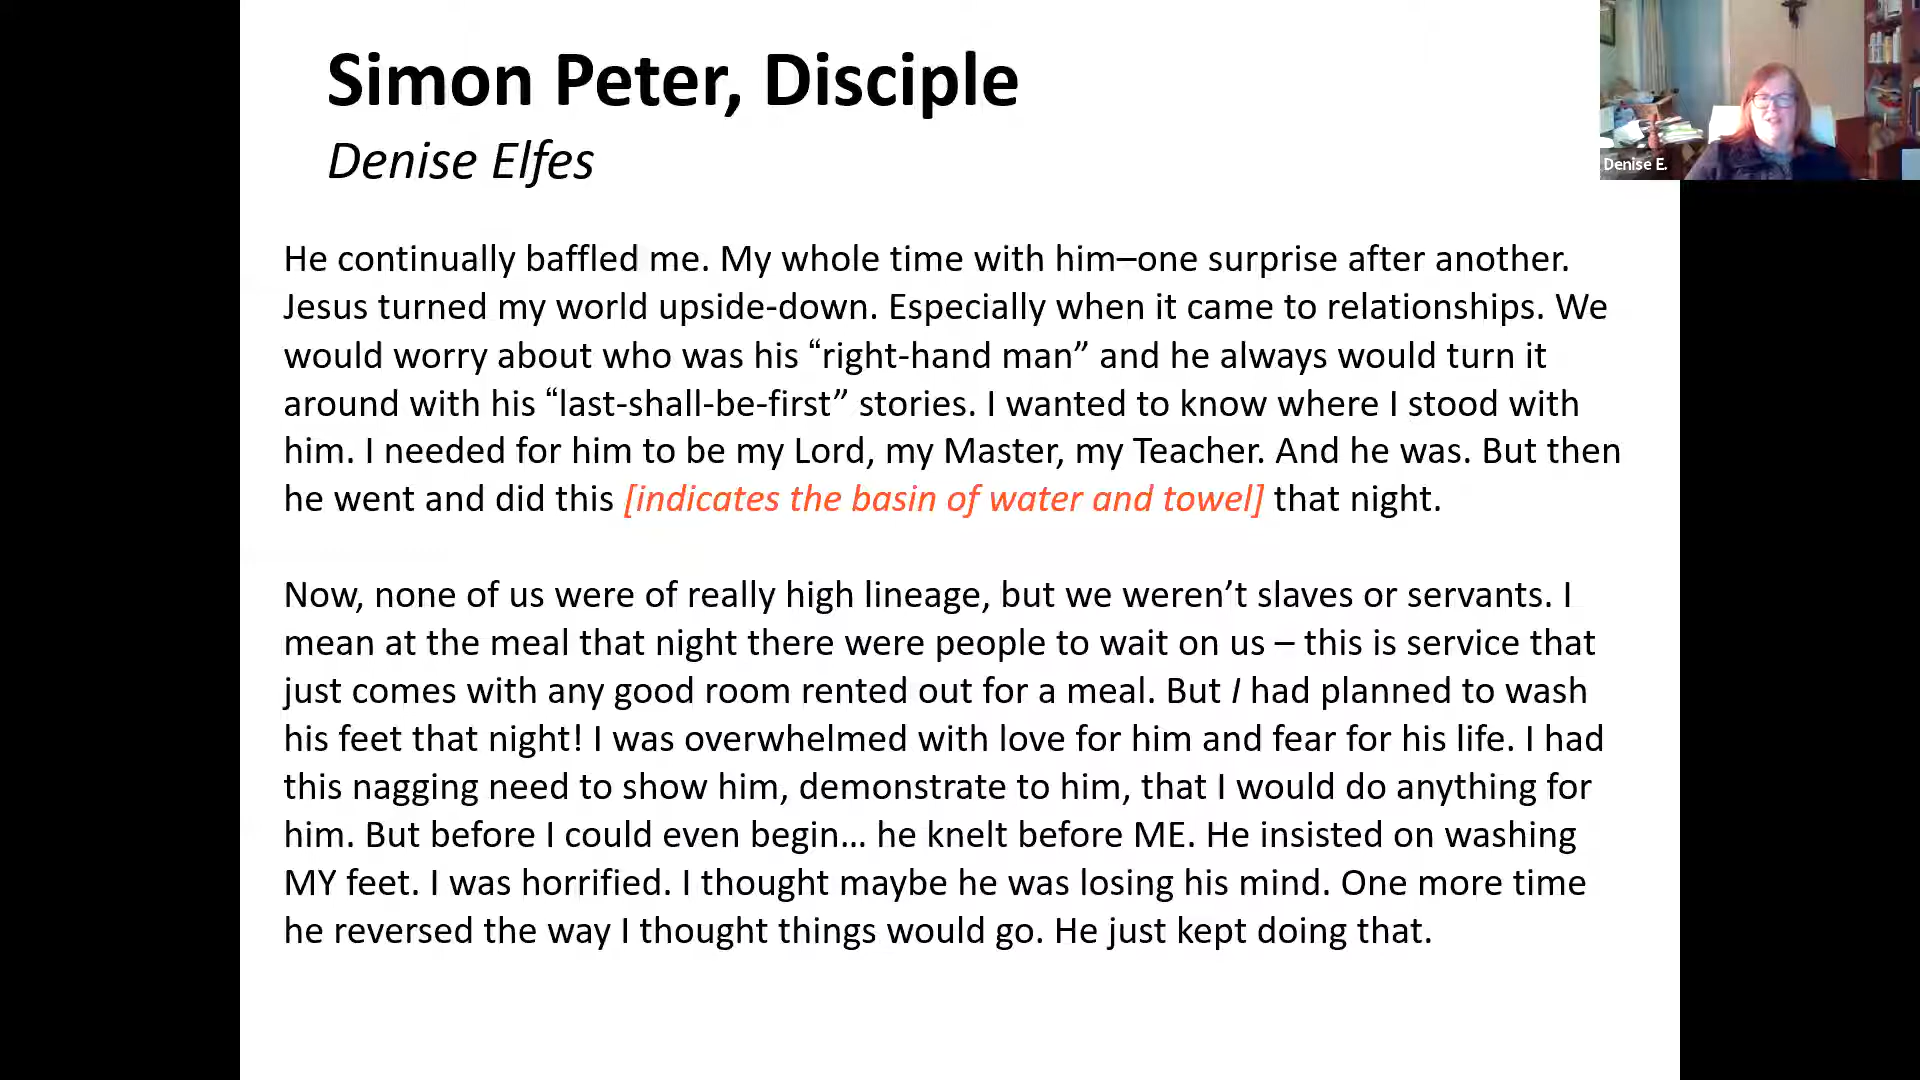 Simon Peter, Disciple
Denise Elfes
Denise E.
He continually baffled me. My whole time with him–one surprise after another.
Jesus turned my world upside-down. Especially when it came to relationships. We
would worry about who was his “right-hand man” and he always would turn it
around with his “last-shall-be-first” stories. I wanted to know where I stood with
him. I needed for him to be my Lord, my Master, my Teacher. And he was. But then
he went and did this [indicates the basin of water and towel] that night.
Now, none of us were of really high lineage, but we weren’t slaves or servants. I
mean at the meal that night there were people to wait on us – this is service that
just comes with any good room rented out for a meal. But I had planned to wash
his feet that night! I was overwhelmed with love for him and fear for his life. I had
this nagging need to show him, demonstrate to him, that I would do anything for
him. But before I could even begin… he knelt before ME. He insisted on washing
MY feet. I was horrified. I thought maybe he was losing his mind. One more time
he reversed the way I thought things would go. He just kept doing that.